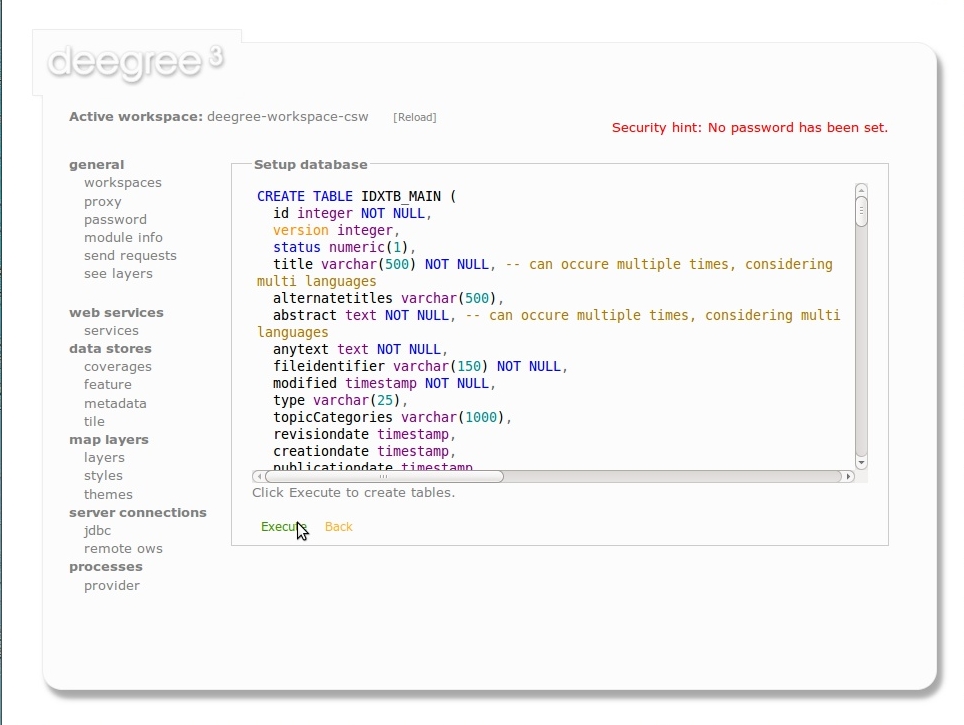 deegree 3
Active workspace: deegree-workspace-csw [Reload]
Security hint: No password has been set.
general
workspaces
proxy
password
module info
send requests
see layers
web services
services
data stores
coverages
feature
metadata
tile
map layers
layers
styles
themes
server connections
jdbc
remote ows
processes
provider
Setup database
CREATE TABLE IDXTB_MAIN (
id integer NOT NULL,
version integer,
status numeric(1),
title varchar(500) NOT NULL, -- can occure multiple times, considering
multi languages
alternatetitles varchar(500),
abstract text NOT NULL, -- can occure multiple times, considering multi
languages
anytext text NOT NULL,
fileidentifier varchar(150) NOT NULL,
modified timestamp NOT NULL,
type varchar(25),
topicCategories varchar(1000),
revisiondate timestamp,
creationdate timestamp,
publicationdate timestamp
Click Execute to create tables.
Execute Back